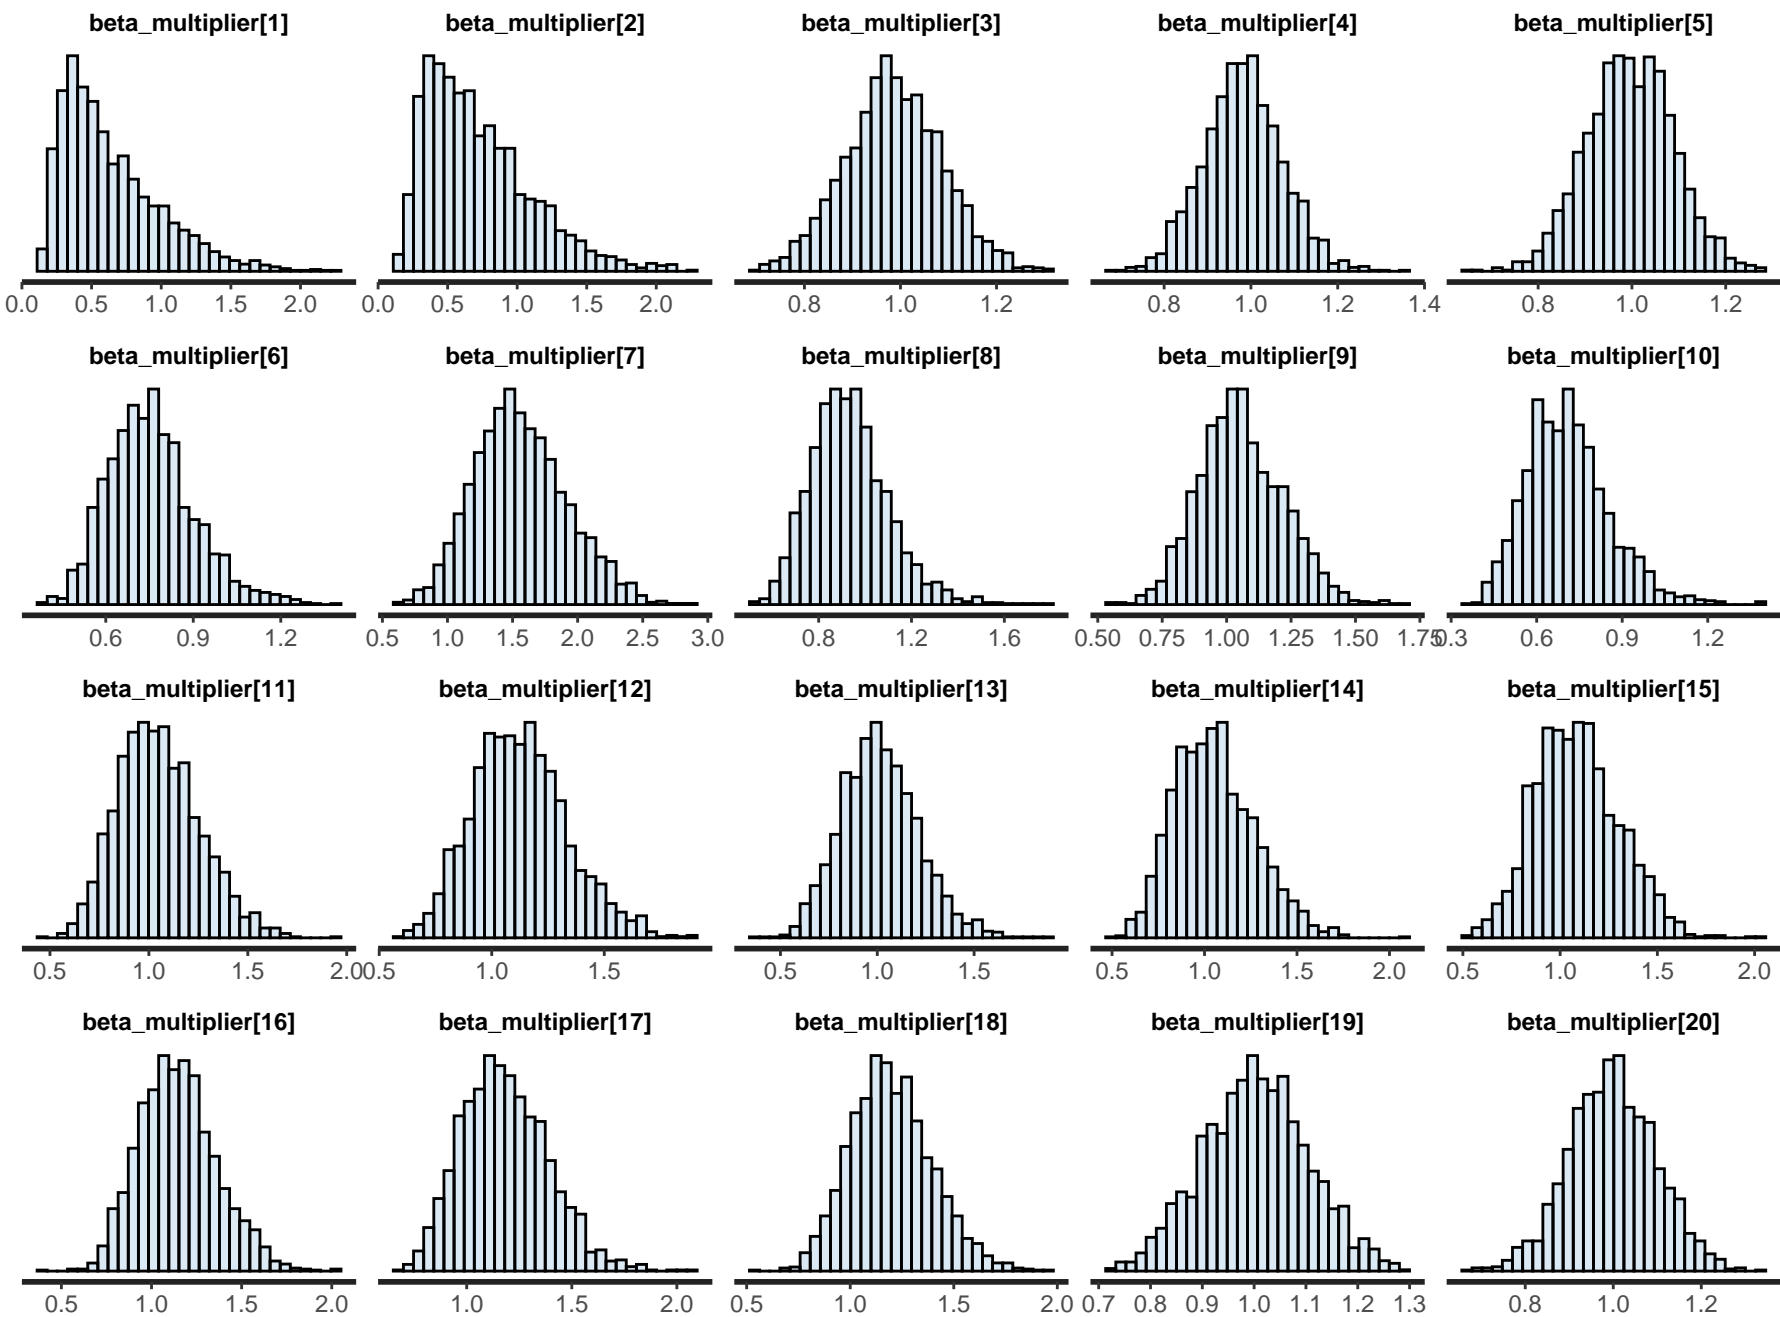 beta_multiplier[1] beta_multiplier[2] beta_multiplier[3] beta_multiplier[4] beta_multiplier[5]
0.0 0.5 1.0 1.5 2.0 0.0 0.5 1.0 1.5 2.0 0.8 1.0 1.2 0.8 1.0 1.2 1.4 0.8 1.0 1.2
beta_multiplier[6] beta_multiplier[7] beta_multiplier[8] beta_multiplier[9] beta_multiplier[10]
0.6 0.9 1.2 0.5 1.0 1.5 2.0 2.5 3.0 0.8 1.2 1.6 0.50 0.75 1.00 1.25 1.50 1.75 0.3 0.6 0.9 1.2
beta_multiplier[11] beta_multiplier[12] beta_multiplier[13] beta_multiplier[14] beta_multiplier[15]
0.5 1.0 1.5 2.0 0.5 1.0 1.5 0.5 1.0 1.5 0.5 1.0 1.5 2.0 0.5 1.0 1.5 2.0
beta_multiplier[16] beta_multiplier[17] beta_multiplier[18] beta_multiplier[19] beta_multiplier[20]
0.5 1.0 1.5 2.0 1.0 1.5 2.0 0.5 1.0 1.5 2.0 0.7 0.8 0.9 1.0 1.1 1.2 1.3 0.8 1.0 1.2